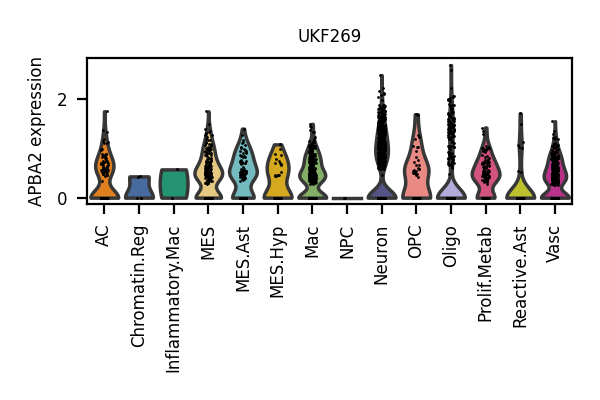 UKF269
APBA2 expression
2
0
AC
Chromatin.Reg
Inflammatory.Mac
MES
MES.Ast
MES.Hyp
Mac
NPC
Neuron
OPC
Oligo
Prolif.Metab
Reactive.Ast
Vasc